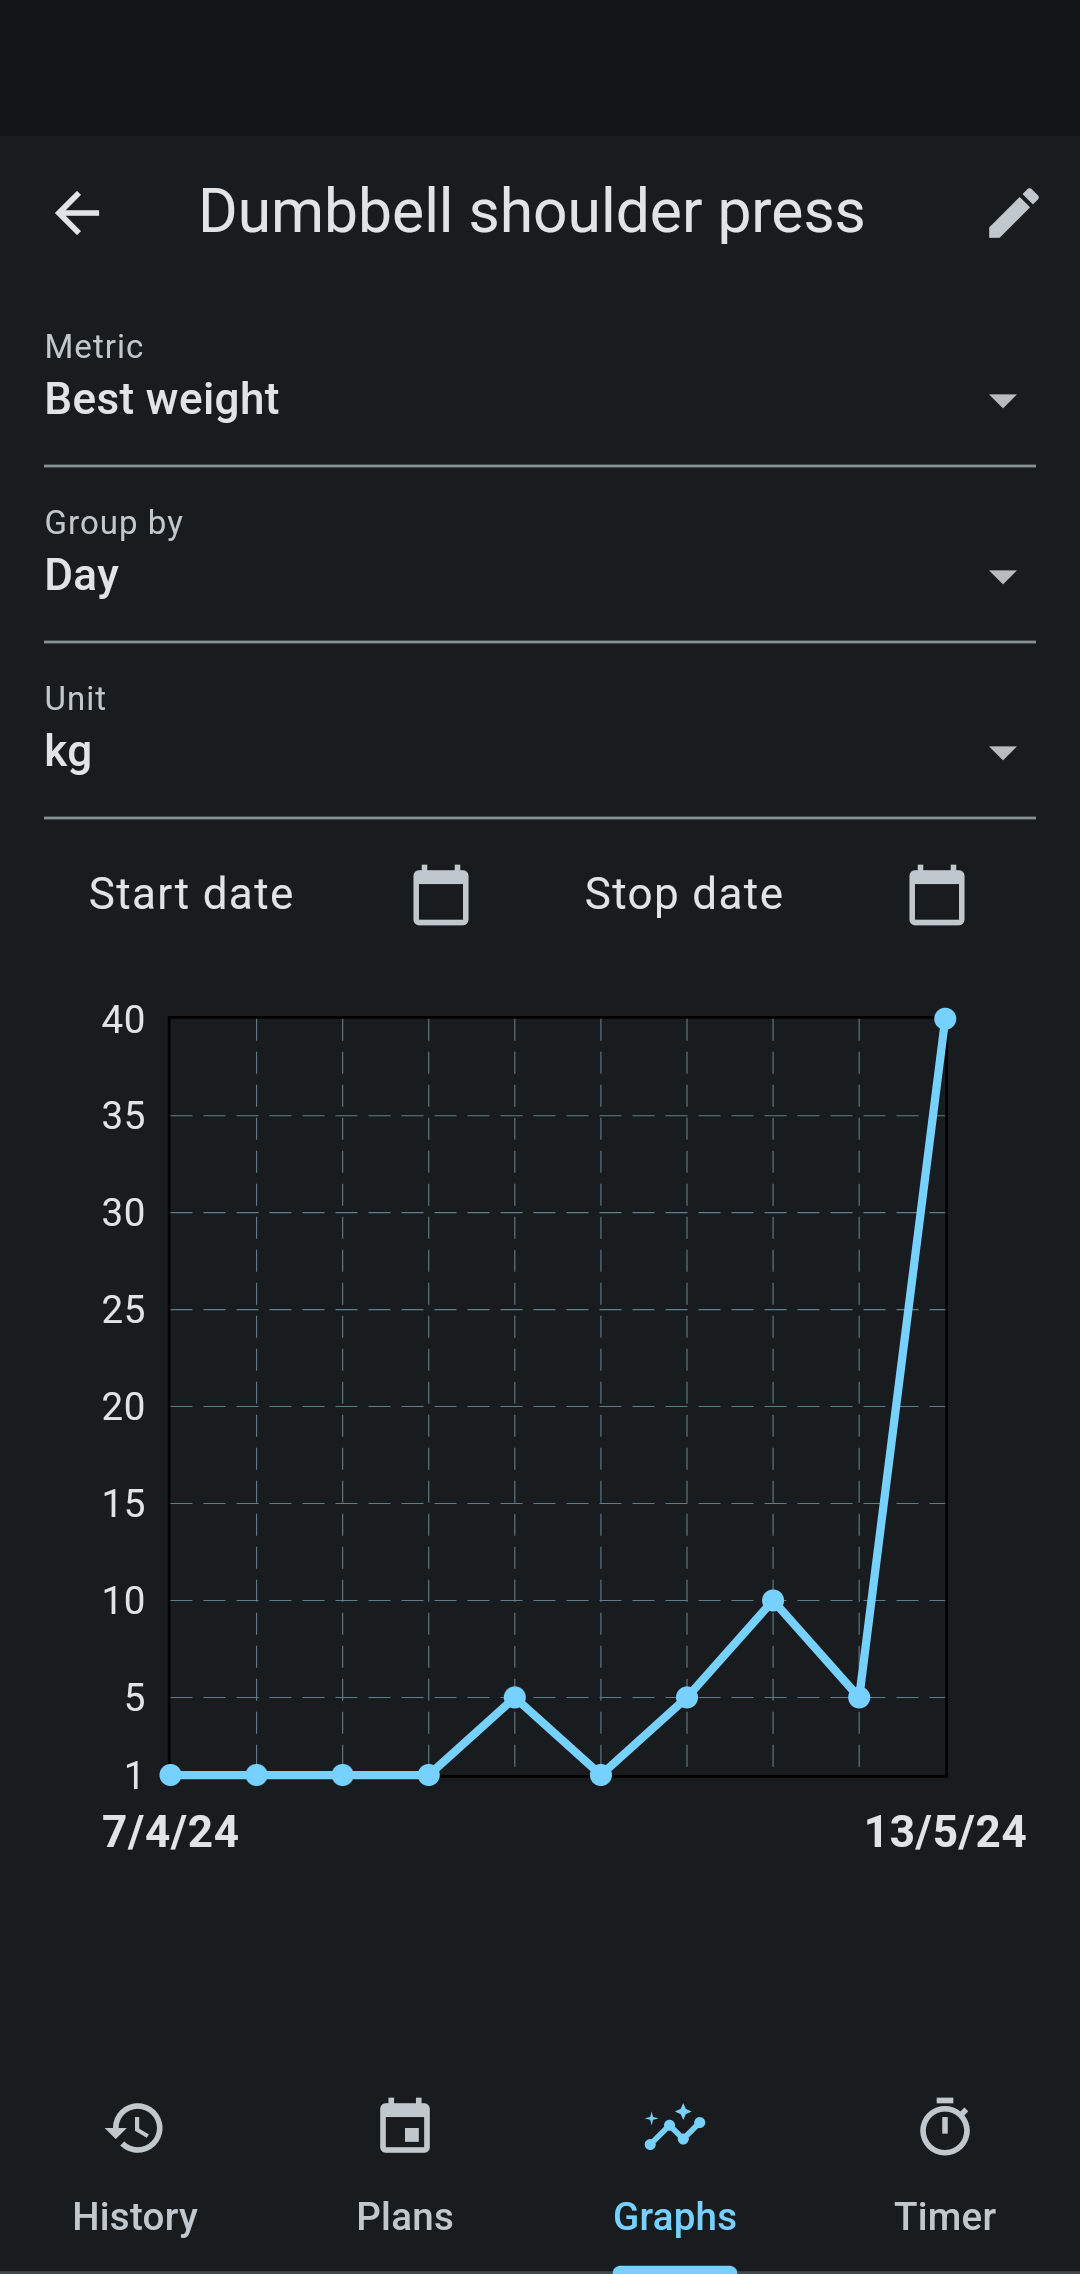 Dumbbell shoulder press
Metric
Best weight
Group by
Day
Unit
kg
Start date Stop date
40
35
30
25
20
15
10
5
1
7/4/24 13/5/24
History Plans Graphs Timer